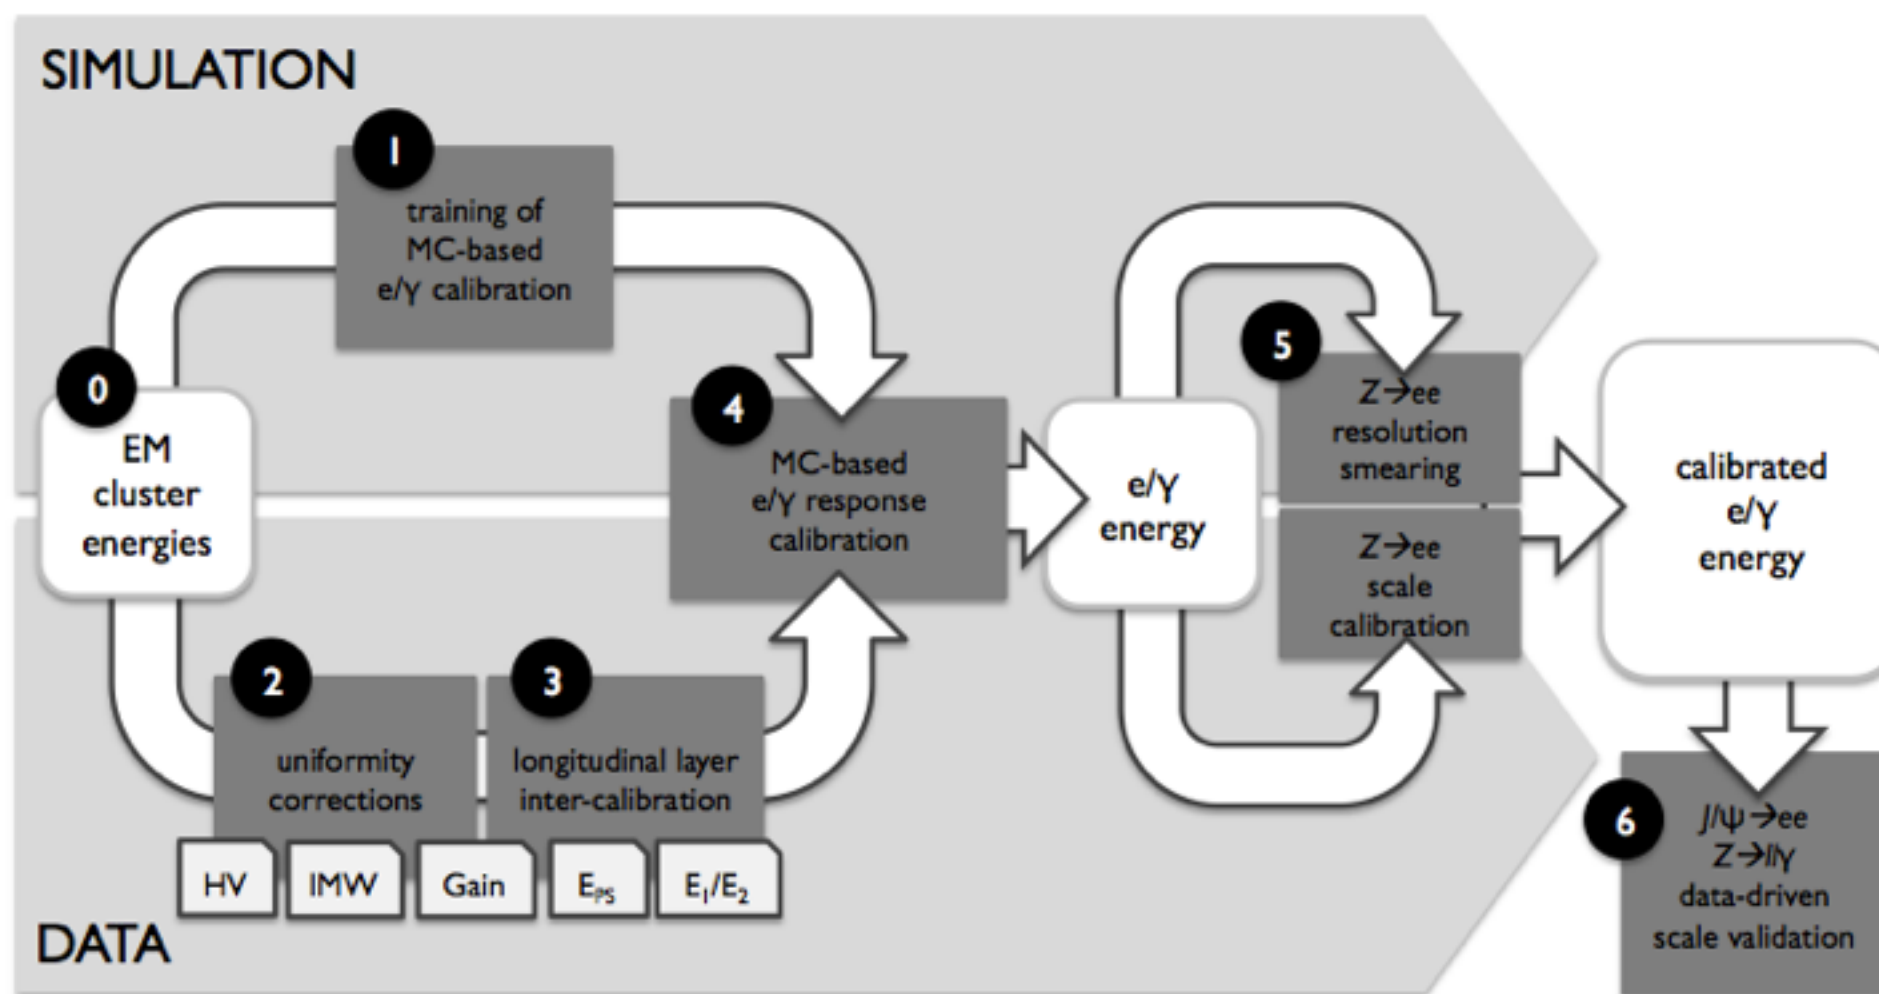 SIMULATION
1
training of
MC-based
e/γ calibration
0
EM
cluster
energies
2
uniformity
corrections
3
longitudinal layer
inter-calibration
HV
IMW
Gain
E_PS
E_1/E_2
DATA
4
MC-based
e/γ response
calibration
e/γ
energy
5
Z→ee
resolution
smearing
Z→ee
scale
calibration
calibrated
e/γ
energy
6
J/ψ→ee
Z→llγ
data-driven
scale validation